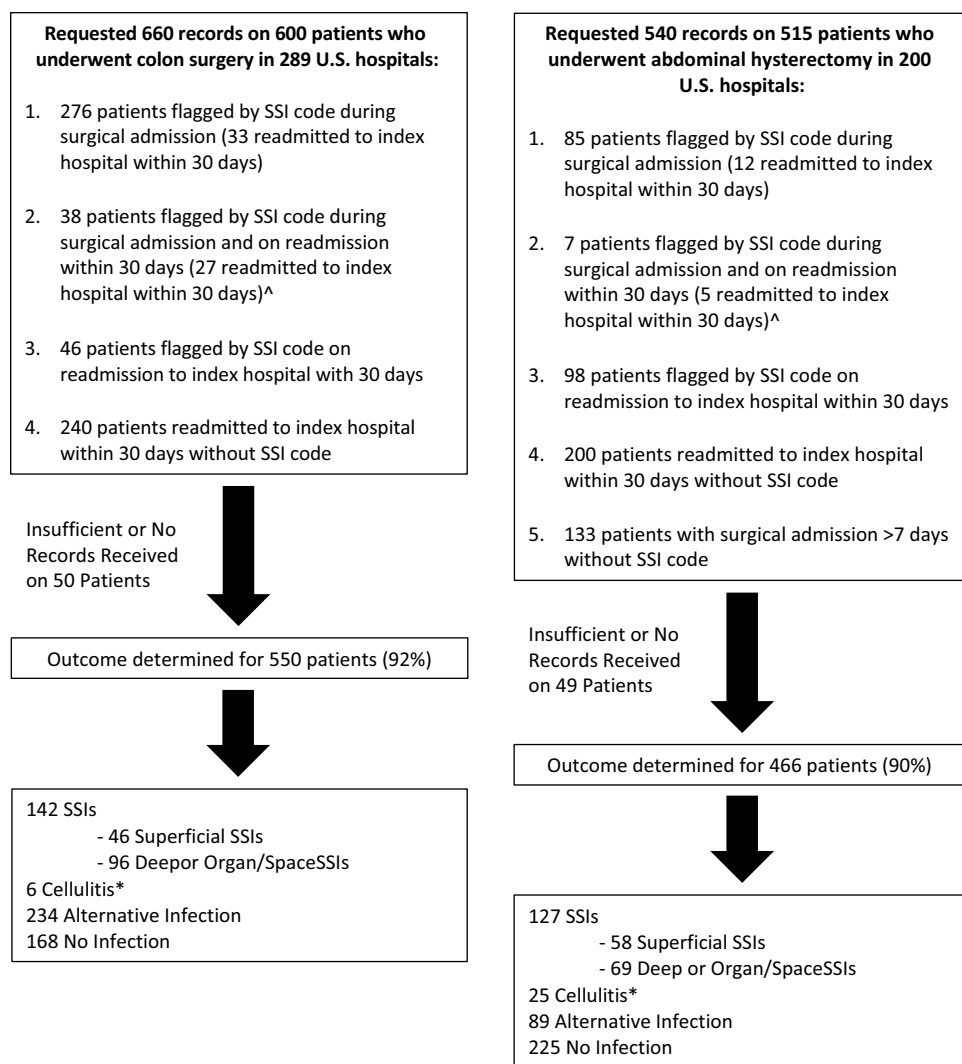 Requested 660 records on 600 patients who
underwent colon surgery in 289 U.S. hospitals:
1. 276 patients flagged by SSI code during
surgical admission (33 readmitted to index
hospital within 30 days)
2. 38 patients flagged by SSI code during
surgical admission and on readmission
within 30 days (27 readmitted to index
hospital within 30 days)^
3. 46 patients flagged by SSI code on
readmission to index hospital with 30 days
4. 240 patients readmitted to index hospital
within 30 days without SSI code
Insufficient or No
Records Received
on 50 Patients
Outcome determined for 550 patients (92%)
142 SSIs
- 46 Superficial SSIs
- 96 Deepor Organ/SpaceSSIs
6 Cellulitis*
234 Alternative Infection
168 No Infection
Requested 540 records on 515 patients who
underwent abdominal hysterectomy in 200
U.S. hospitals:
1. 85 patients flagged by SSI code during
surgical admission (12 readmitted to index
hospital within 30 days)
2. 7 patients flagged by SSI code during
surgical admission and on readmission
within 30 days (5 readmitted to index
hospital within 30 days)^
3. 98 patients flagged by SSI code on
readmission to index hospital within 30 days
4. 200 patients readmitted to index hospital
within 30 days without SSI code
5. 133 patients with surgical admission >7 days
without SSI code
Insufficient or No
Records Received
on 49 Patients
Outcome determined for 466 patients (90%)
127 SSIs
- 58 Superficial SSIs
- 69 Deep or Organ/SpaceSSIs
25 Cellulitis*
89 Alternative Infection
225 No Infection